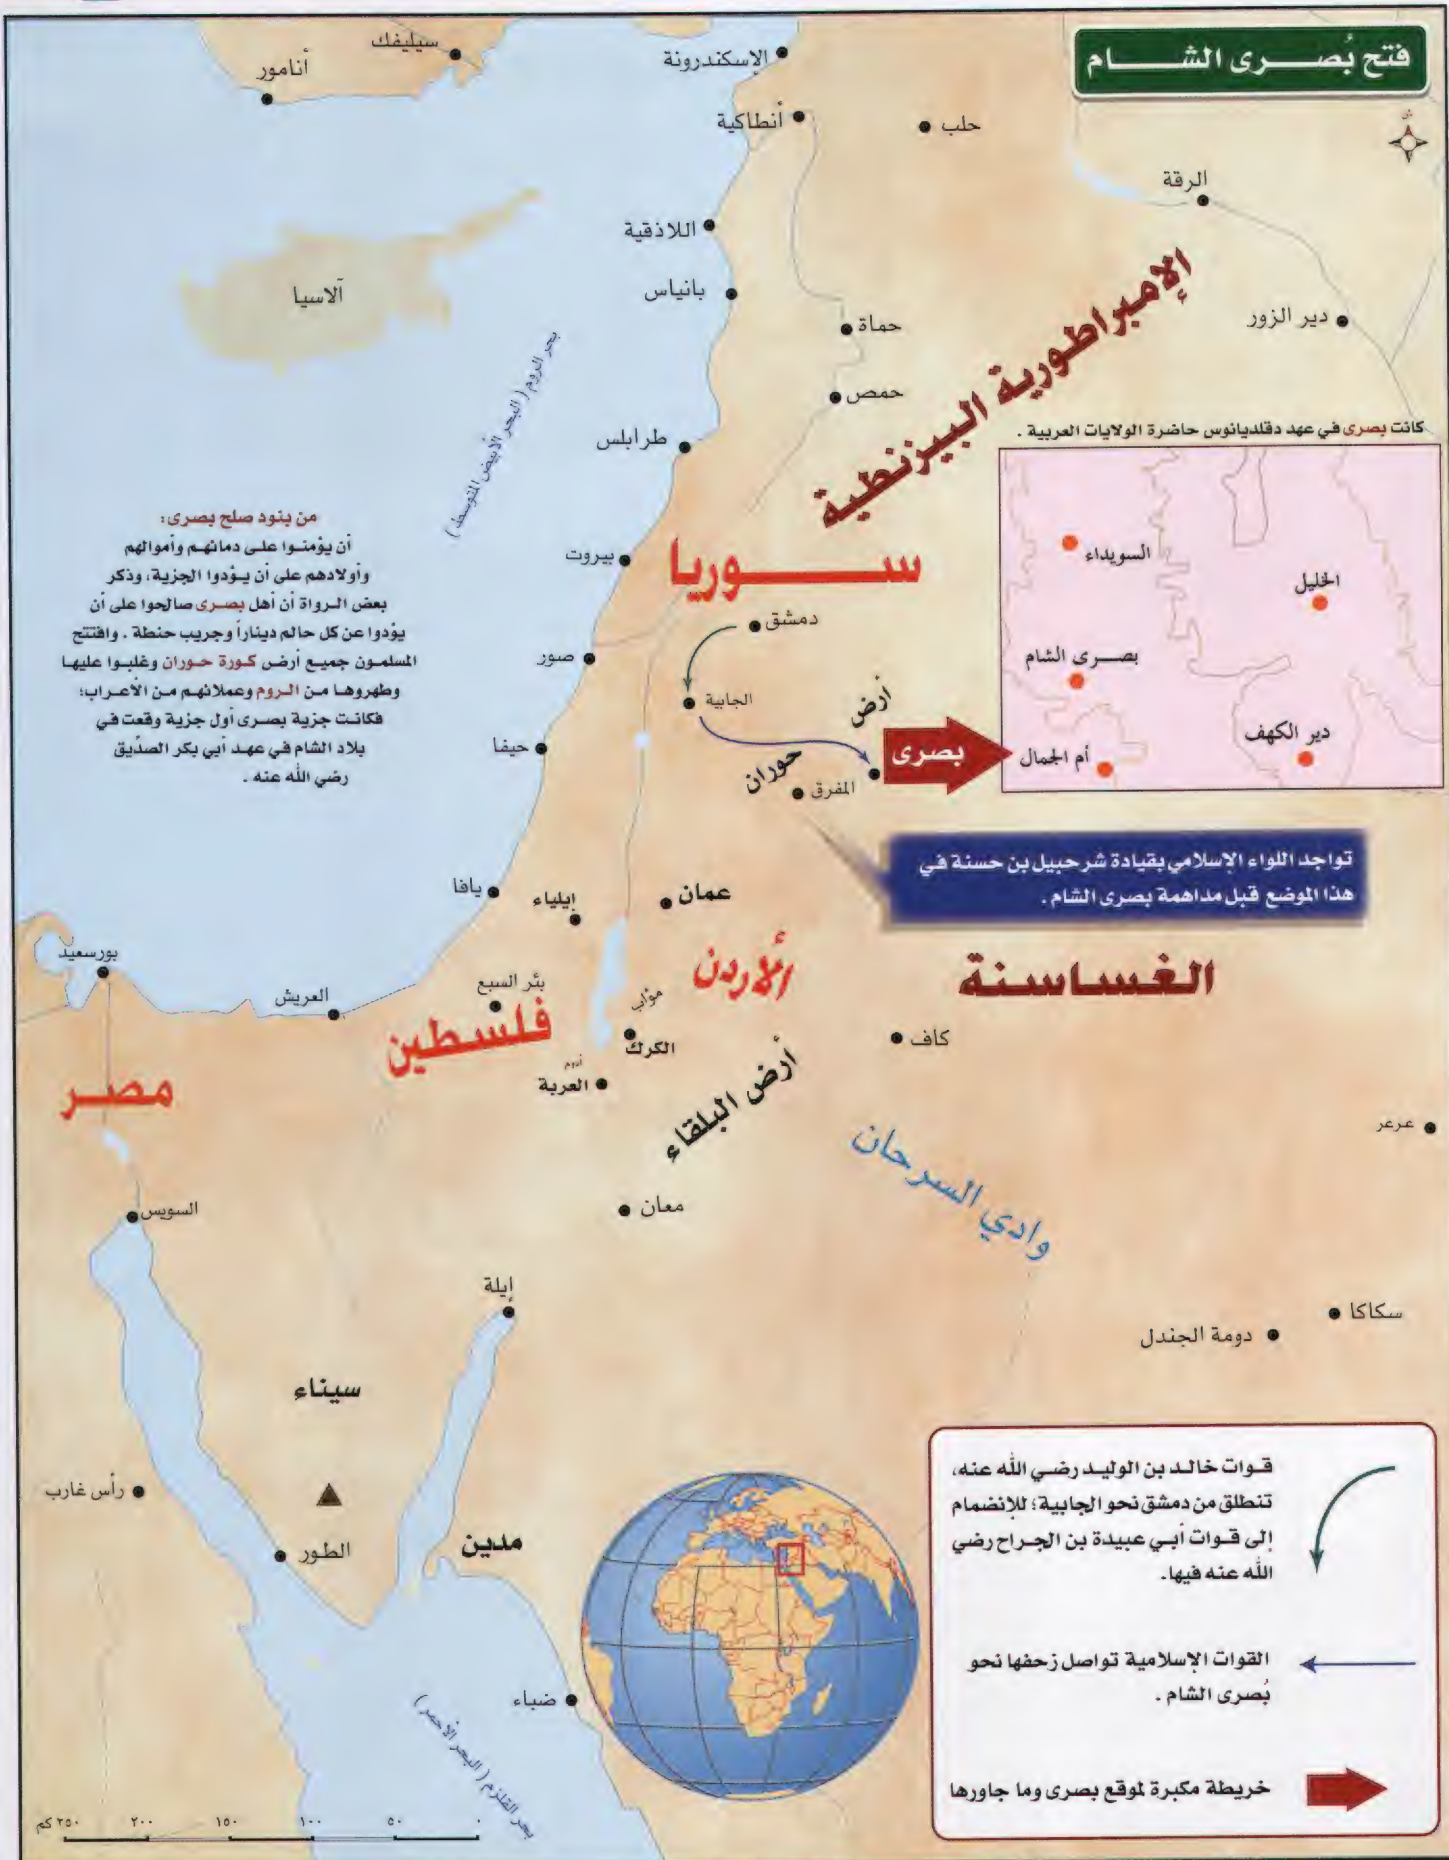 فتح بُصرى الشام
ش
سيليفك
أنامور
الإسكندرونة
أنطاكية
حلب
الرقة
اللاذقية
آلاسيا
بانياس
حماة
دير الزور
الإمبراطورية البيزنطية
حمص
بحر الروم ( البحر الأبيض المتوسط )
طرابلس
كانت بصرى في عهد دقلديانوس حاضرة الولايات العربية .
السويداء
الخليل
بصرى الشام
دير الكهف
أم الجمال
من بنود صلح بصرى :
أن يؤمنوا على دمائهم وأموالهم
وأولادهم على أن يؤدوا الجزية، وذكر
بعض الرواة أن أهل بصرى صالحوا على أن
يؤدوا عن كل حالم ديناراً وجريب حنطة . وافتتح
المسلمون جميع أرض كورة حوران وغلبوا عليها
وطهروها من الروم وعملائهم من الأعراب؛
فكانت جزية بصرى أول جزية وقعت في
بلاد الشام في عهد أبي بكر الصدِّيق
رضي الله عنه .
بيروت
سوريا
دمشق
صور
الجابية
أرض
حوران
حيفا
بصرى
المفرق
تواجد اللواء الإسلامي بقيادة شرحبيل بن حسنة في
هذا الموضع قبل مداهمة بصرى الشام .
يافا
إيلياء
عمان
بورسعيد
العريش
بئر السبع
مؤاب
الأردن
الغساسنة
فلسطين
الكرك
كاف
أدوم
العربة
أرض البلقاء
مصر
وادي السرحان
عرعر
السويس
معان
إيلة
سكاكا
دومة الجندل
سيناء
رأس غارب
الطور
مدين
ضباء
بحر القلزم ( البحر الأحمر )
قوات خالد بن الوليد رضي الله عنه،
تنطلق من دمشق نحو الجابية؛ للإنضمام
إلى قوات أبي عبيدة بن الجراح رضي
الله عنه فيها.
القوات الإسلامية تواصل زحفها نحو
بُصرى الشام .
خريطة مكبرة لموقع بصرى وما جاورها
٠ ٥٠ ١٠٠ ١٥٠ ٢٠٠ ٢٥٠ كم